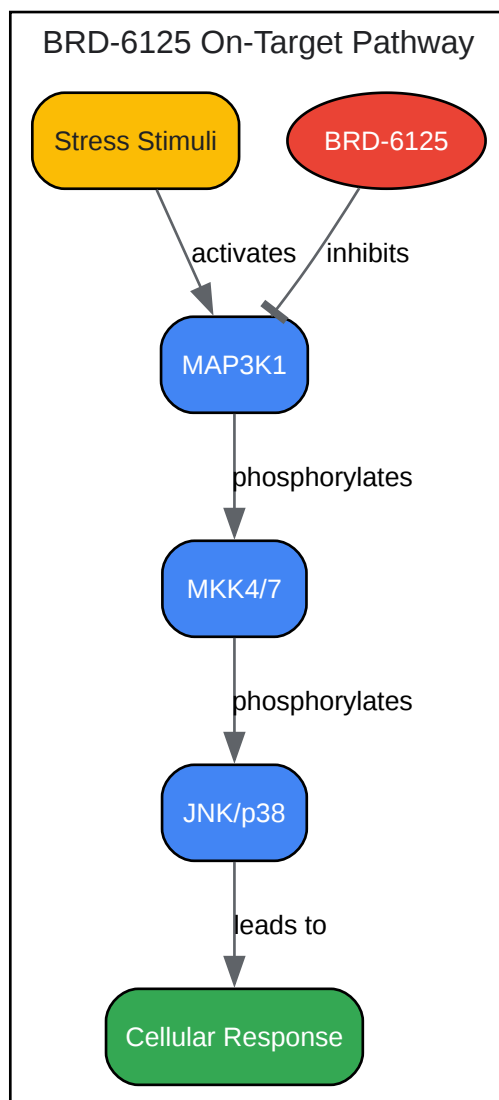 BRD-6125 On-Target Pathway
Stress Stimuli
BRD-6125
activates
inhibits
MAP3K1
phosphorylates
MKK4/7
phosphorylates
JNK/p38
leads to
Cellular Response